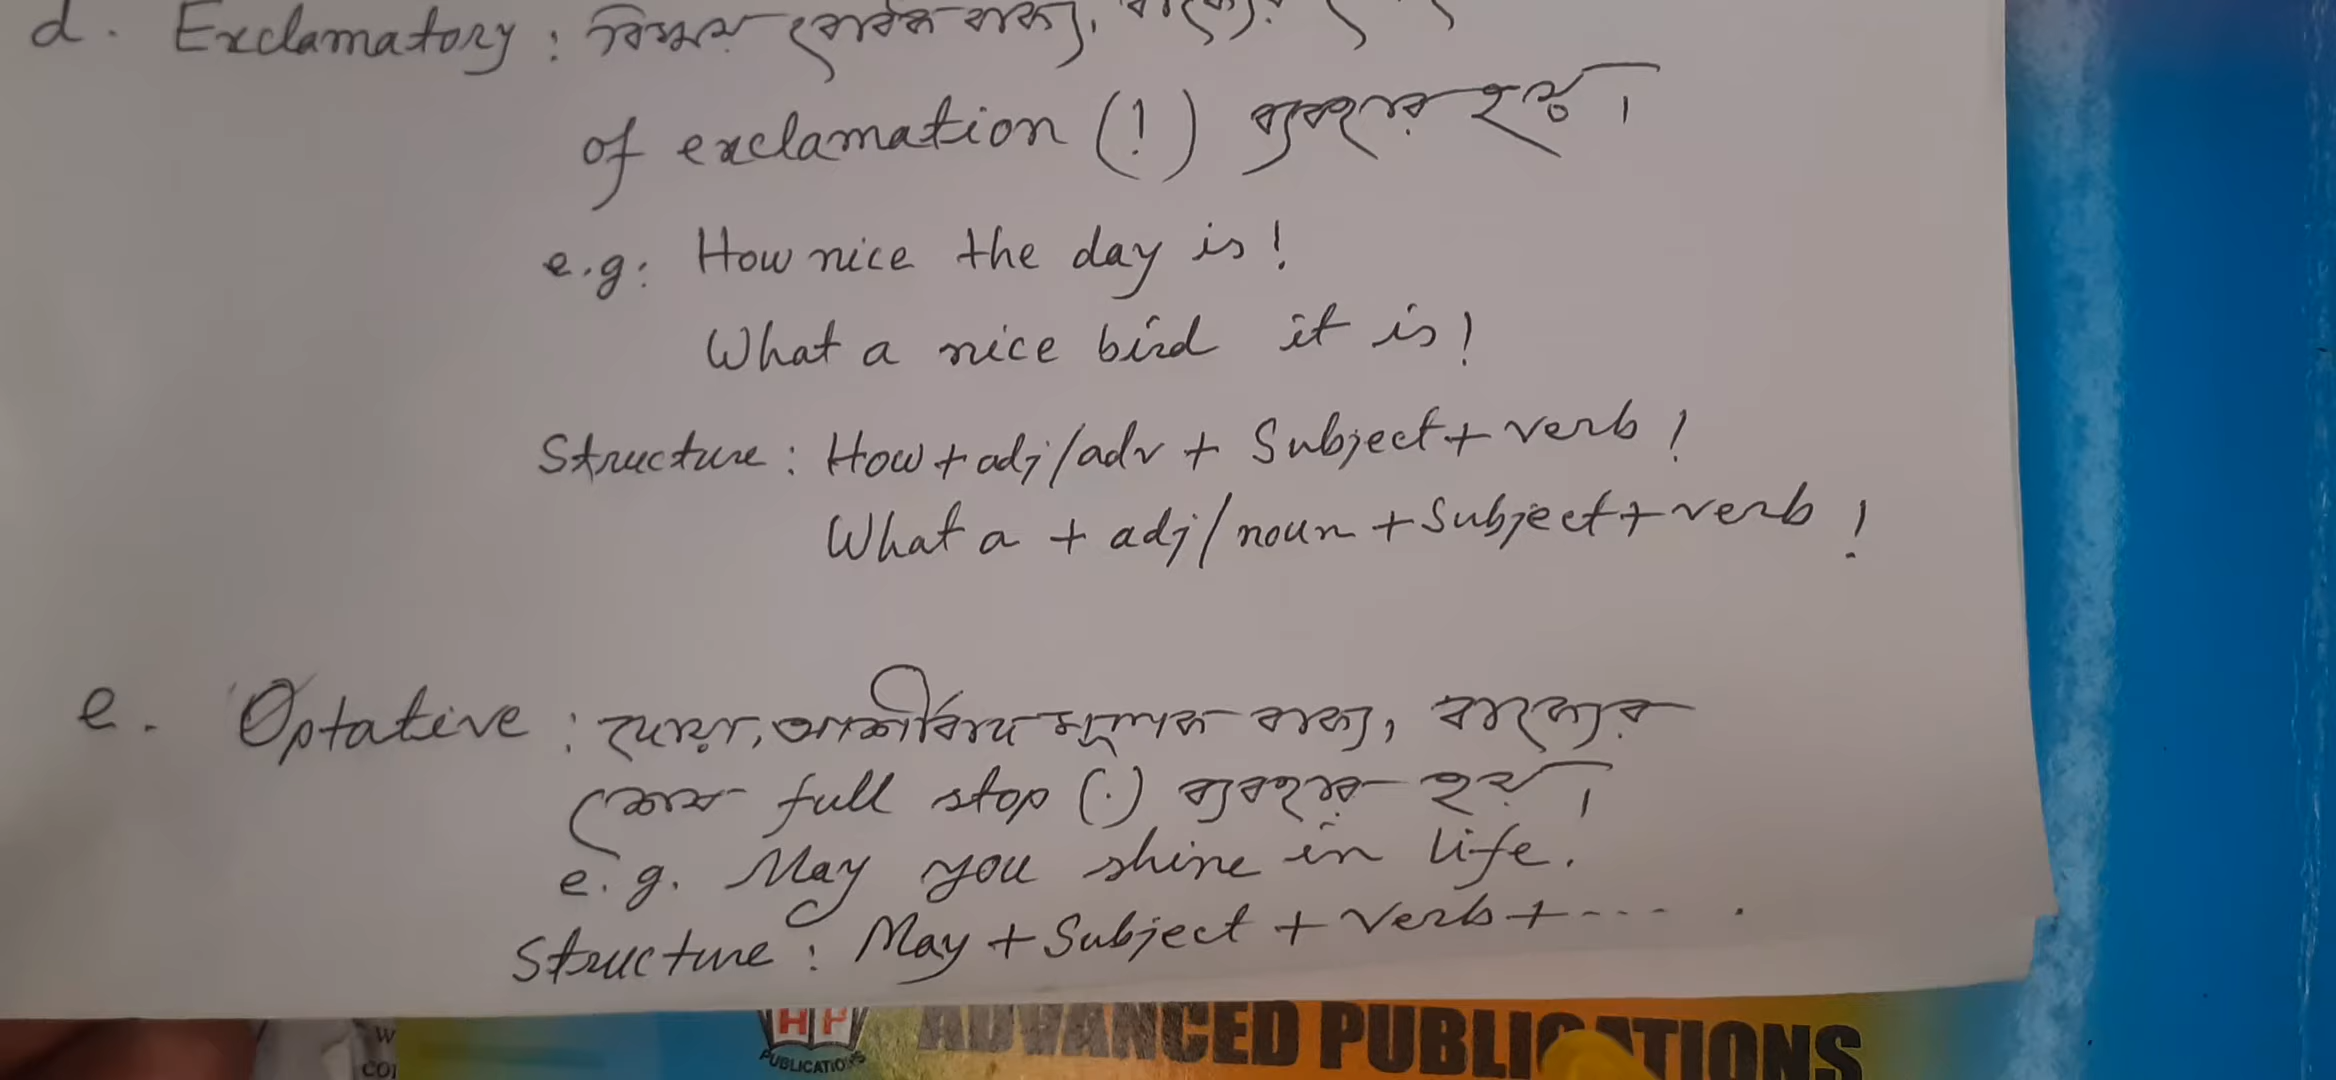 d. Exclamatory : বিস্ময় বোধক বাক্য,
of exclamation (!) ব্যবহার হয়।
e.g: How nice the day is!
What a nice bird it is!
Structure : How + adj/adv + Subject + verb!
What a + adj/noun + Subject + verb!
e. Optative : দোয়া, আশীর্বাদ মূলক বাক্য, বাক্যের
শেষে full stop (.) ব্যবহার হয়।
e.g. May you shine in life.
Structure : May + Subject + Verb + ---- .
HP
PUBLICATIONS
ADVANCED PUBLICATIONS